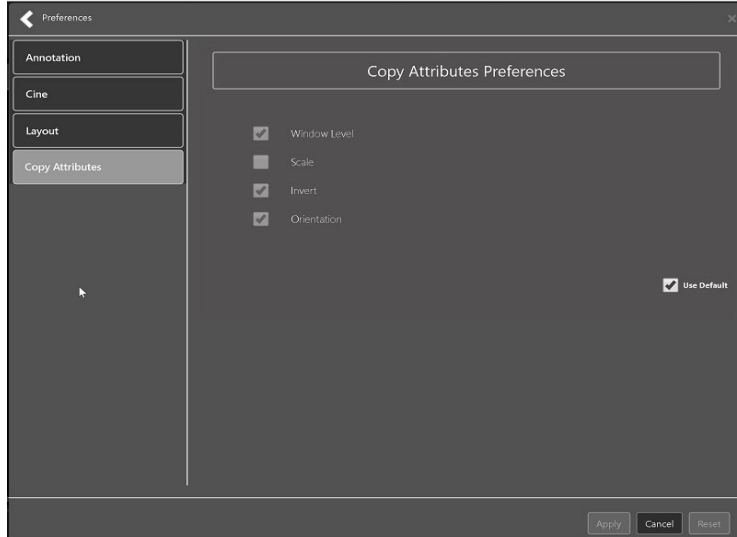 Preferences
Annotation
Cine
Layout
Copy Attributes
Copy Attributes Preferences
Window Level
Scale
Invert
Orientation
Use Default
Apply
Cancel
Reset